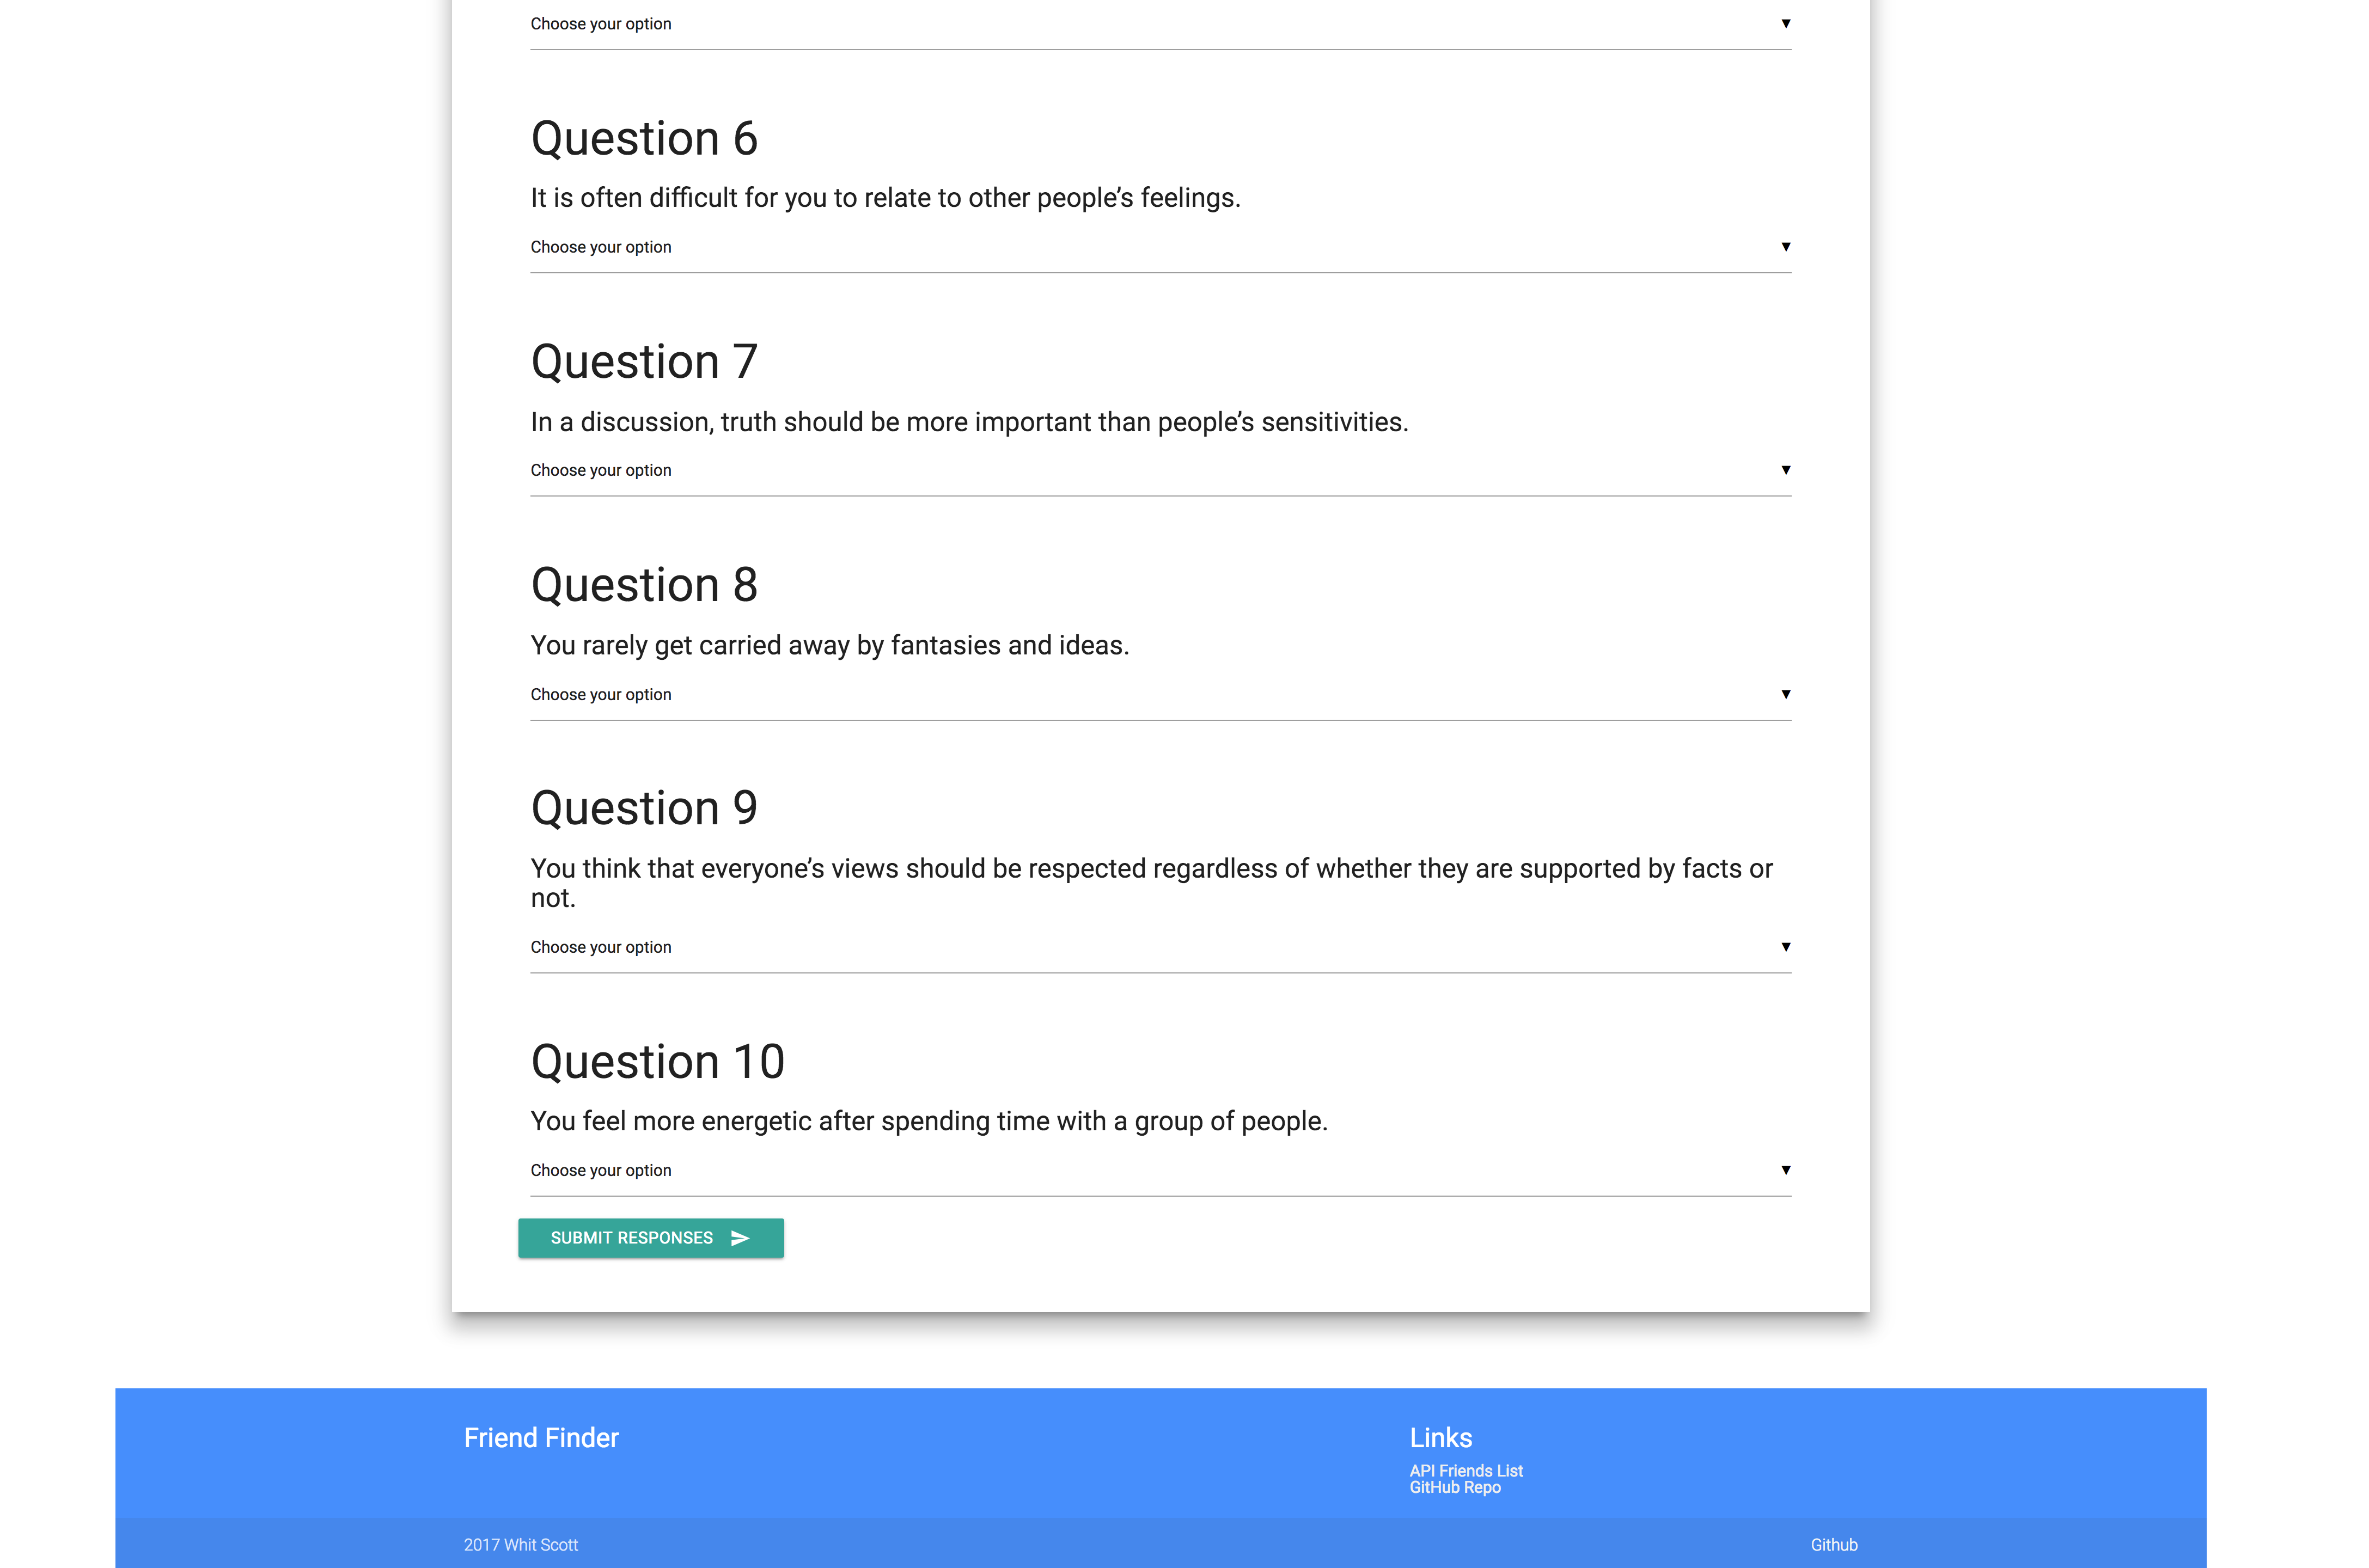 Choose your option
Question 6
It is often difficult for you to relate to other people’s feelings.
Choose your option
Question 7
In a discussion, truth should be more important than people’s sensitivities.
Choose your option
Question 8
You rarely get carried away by fantasies and ideas.
Choose your option
Question 9
You think that everyone’s views should be respected regardless of whether they are supported by facts or
not.
Choose your option
Question 10
You feel more energetic after spending time with a group of people.
Choose your option
SUBMIT RESPONSES
Friend Finder
Links
API Friends List
GitHub Repo
2017 Whit Scott
Github